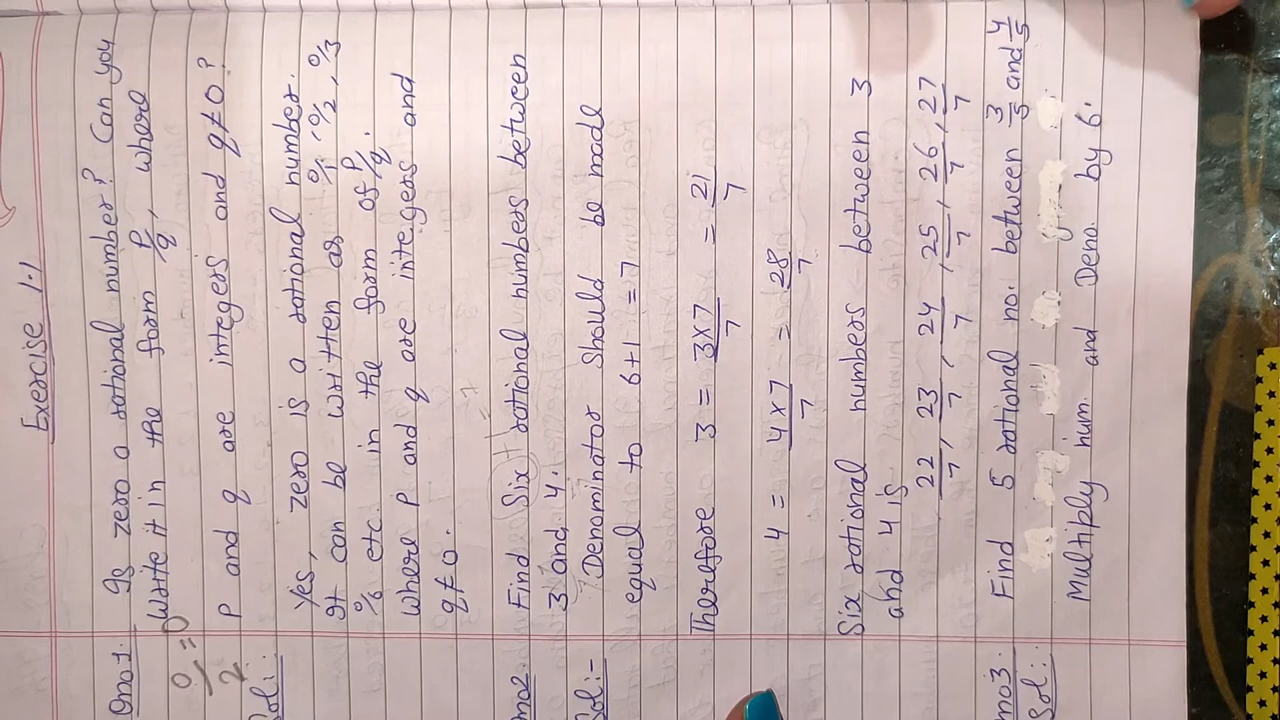 Exercise 1.1
Qno1. Is zero a rational number? Can you
write it in the form p/q, where
p and q are integers and q≠0?
0/2 = 0
Sol:- Yes, zero is a rational number.
It can be written as 0/1, 0/2, 0/3
0/6 etc. in the form of p/q.
where p and q are integers and
q≠0.
no2. Find Six rational numbers between
3 and 4.
Sol:- Denominator should be made
equal to 6+1=7
Therefore 3 = 3×7/7 = 21/7
4 = 4×7/7 = 28/7
Six rational numbers between 3
and 4 is
22/7, 23/7, 24/7, 25/7, 26/7, 27/7
no3. Find 5 rational no. between 3/5 and 4/5
Sol:-
Multiply num. and Deno. by 6.